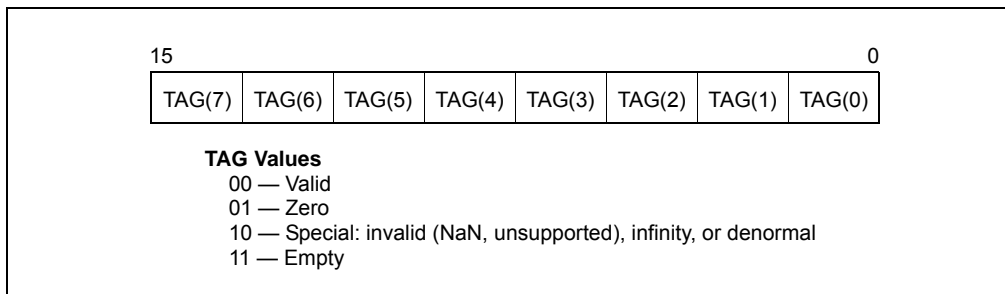 15 0
TAG(7) TAG(6) TAG(5) TAG(4) TAG(3) TAG(2) TAG(1) TAG(0)
TAG Values
00 — Valid
01 — Zero
10 — Special: invalid (NaN, unsupported), infinity, or denormal
11 — Empty